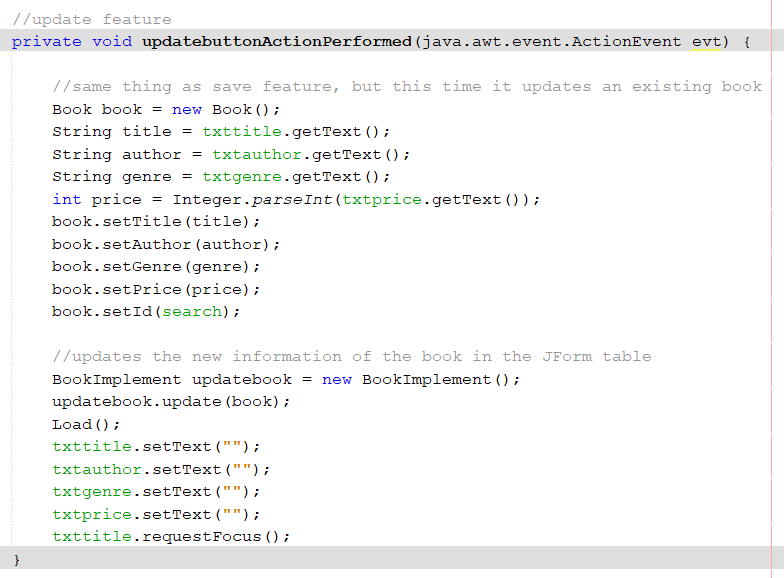 //update feature
private void updatebuttonActionPerformed(java.awt.event.ActionEvent evt) {
//same thing as save feature, but this time it updates an existing book
Book book = new Book();
String title = txttitle.getText();
String author = txtauthor.getText();
String genre = txtgenre.getText();
int price = Integer.parseInt(txtprice.getText());
book.setTitle(title);
book.setAuthor(author);
book.setGenre(genre);
book.setPrice(price);
book.setId(search);
//updates the new information of the book in the JForm table
BookImplement updatebook = new BookImplement();
updatebook.update(book);
Load();
txttitle.setText("");
txtauthor.setText("");
txtgenre.setText("");
txtprice.setText("");
txttitle.requestFocus();
}